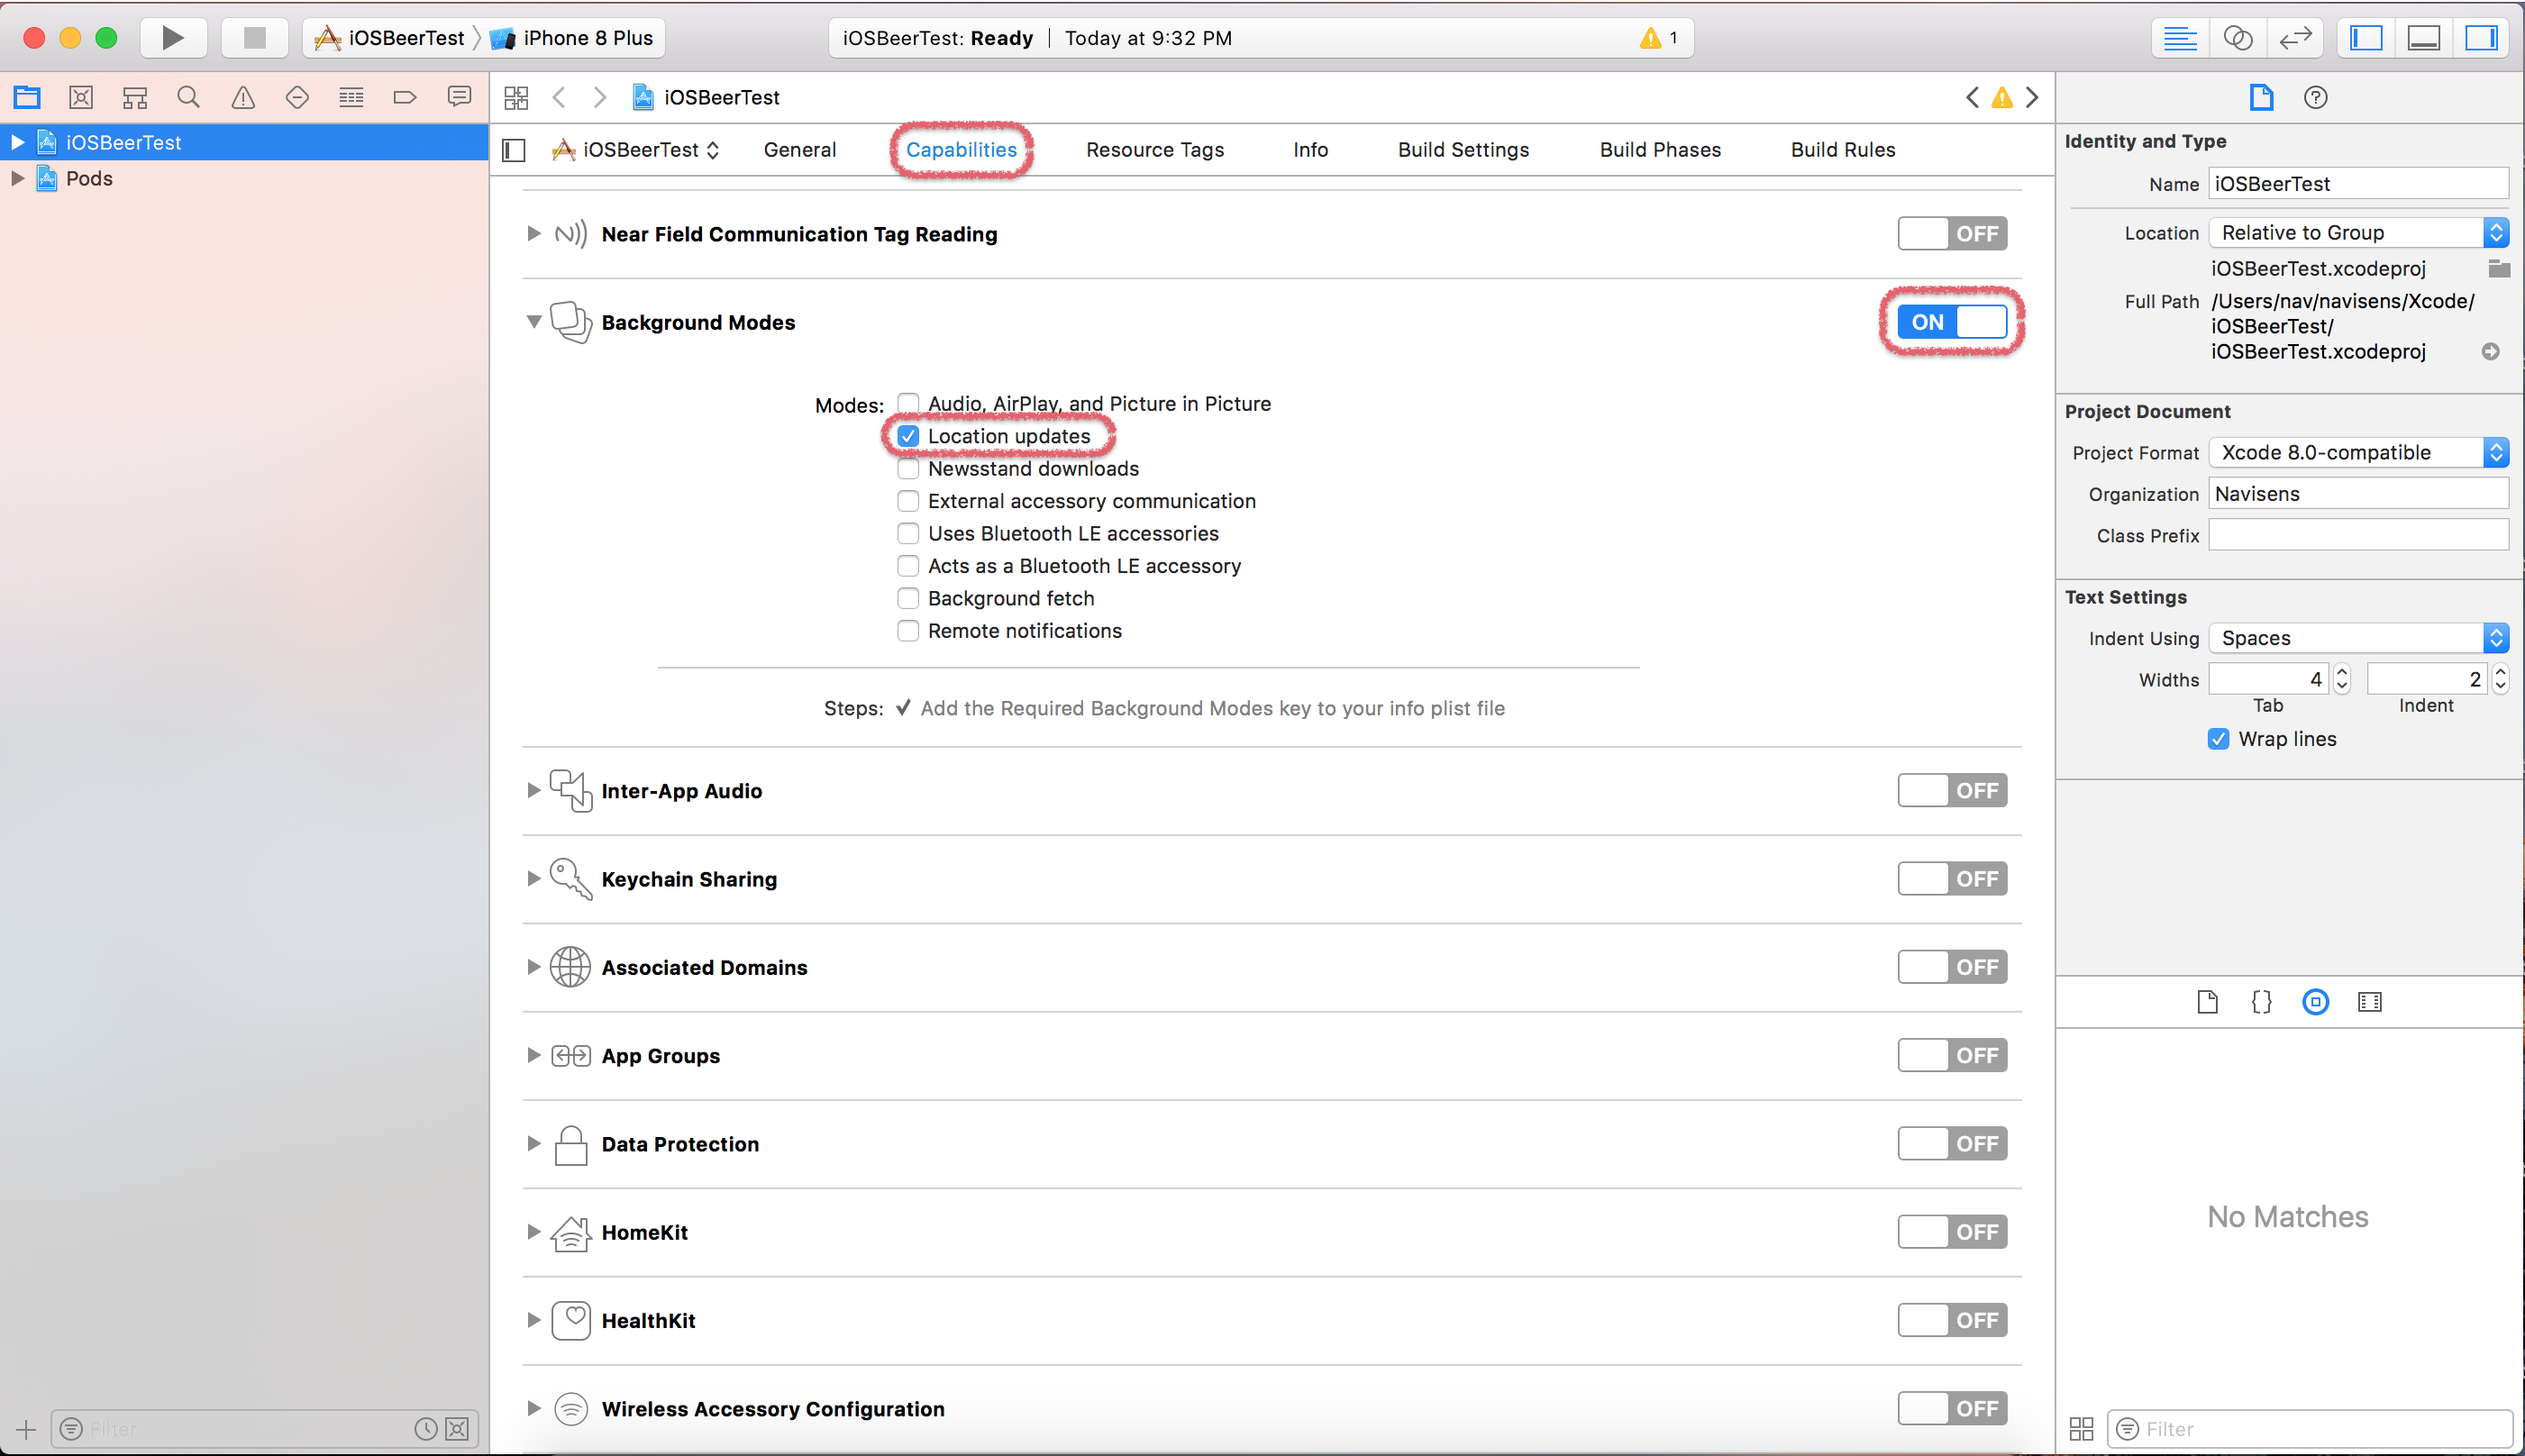 iOSBeerTest 〉 iPhone 8 Plus
iOSBeerTest: Ready | Today at 9:32 PM
1
iOSBeerTest
iOSBeerTest
Pods
iOSBeerTest
General
Capabilities
Resource Tags
Info
Build Settings
Build Phases
Build Rules
Near Field Communication Tag Reading
OFF
Background Modes
ON
Modes:
Audio, AirPlay, and Picture in Picture
Location updates
Newsstand downloads
External accessory communication
Uses Bluetooth LE accessories
Acts as a Bluetooth LE accessory
Background fetch
Remote notifications
Steps: ✓ Add the Required Background Modes key to your info plist file
Inter-App Audio
OFF
Keychain Sharing
OFF
Associated Domains
OFF
App Groups
OFF
Data Protection
OFF
HomeKit
OFF
HealthKit
OFF
Wireless Accessory Configuration
OFF
Filter
Identity and Type
Name iOSBeerTest
Location Relative to Group
iOSBeerTest.xcodeproj
Full Path /Users/nav/navisens/Xcode/
iOSBeerTest/
iOSBeerTest.xcodeproj
Project Document
Project Format Xcode 8.0-compatible
Organization Navisens
Class Prefix
Text Settings
Indent Using Spaces
Widths 4 2
Tab Indent
Wrap lines
{}
No Matches
Filter